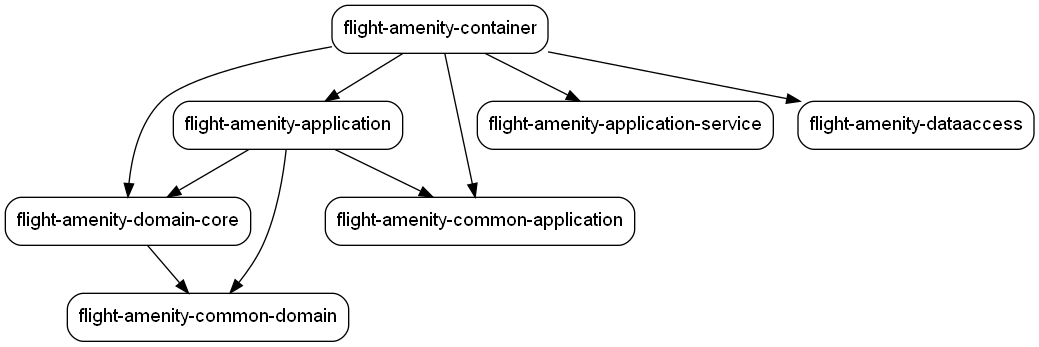 flight-amenity-container
flight-amenity-application
flight-amenity-application-service
flight-amenity-dataaccess
flight-amenity-domain-core
flight-amenity-common-application
flight-amenity-common-domain